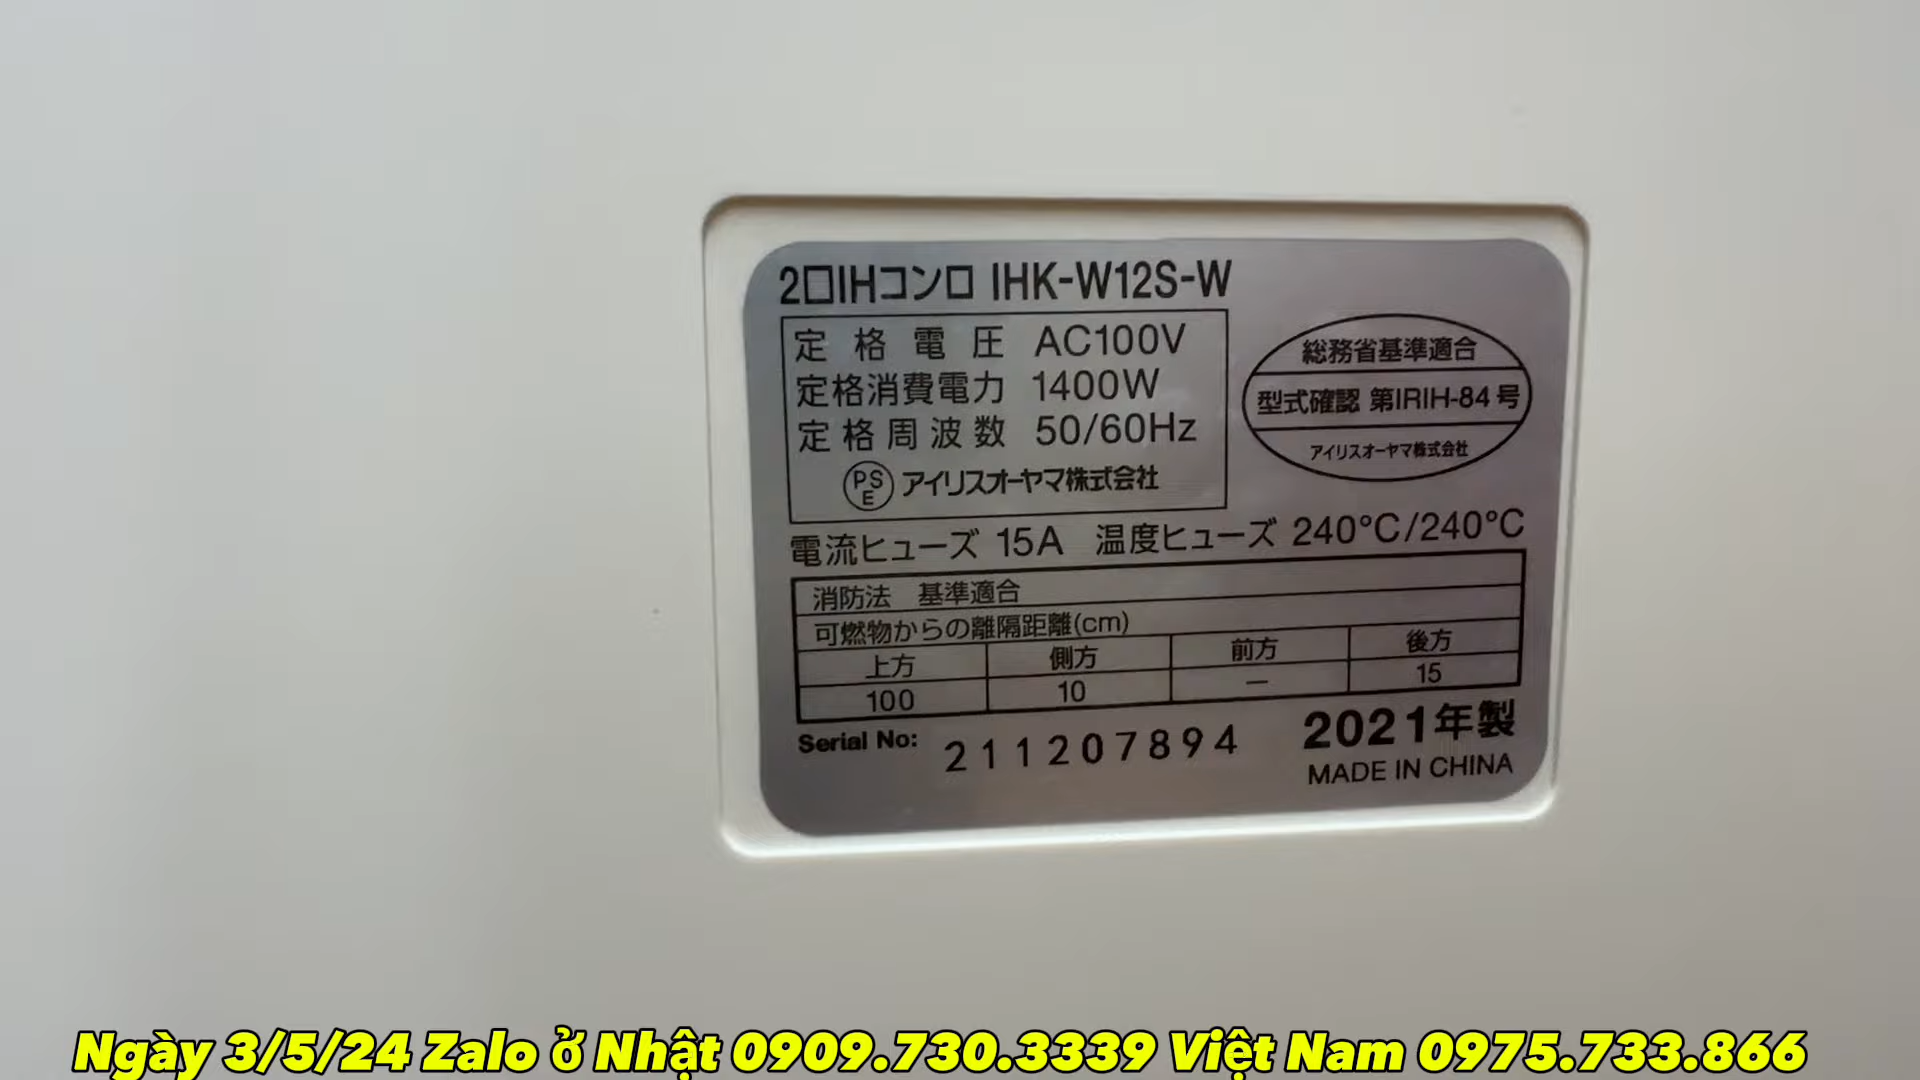 2口IHコンロ IHK-W12S-W
定格電圧 AC100V
定格消費電力 1400W
定格周波数 50/60Hz
PSE アイリスオーヤマ株式会社
総務省基準適合
型式確認 第IRIH-84号
アイリスオーヤマ株式会社
電流ヒューズ 15A 温度ヒューズ 240℃/240℃
消防法 基準適合
可燃物からの離隔距離(cm)
上方 側方 前方 後方
100 10 − 15
Serial No: 211207894
2021年製
MADE IN CHINA
Ngày 3/5/24 Zalo ở Nhật 0909.730.3339 Việt Nam 0975.733.866